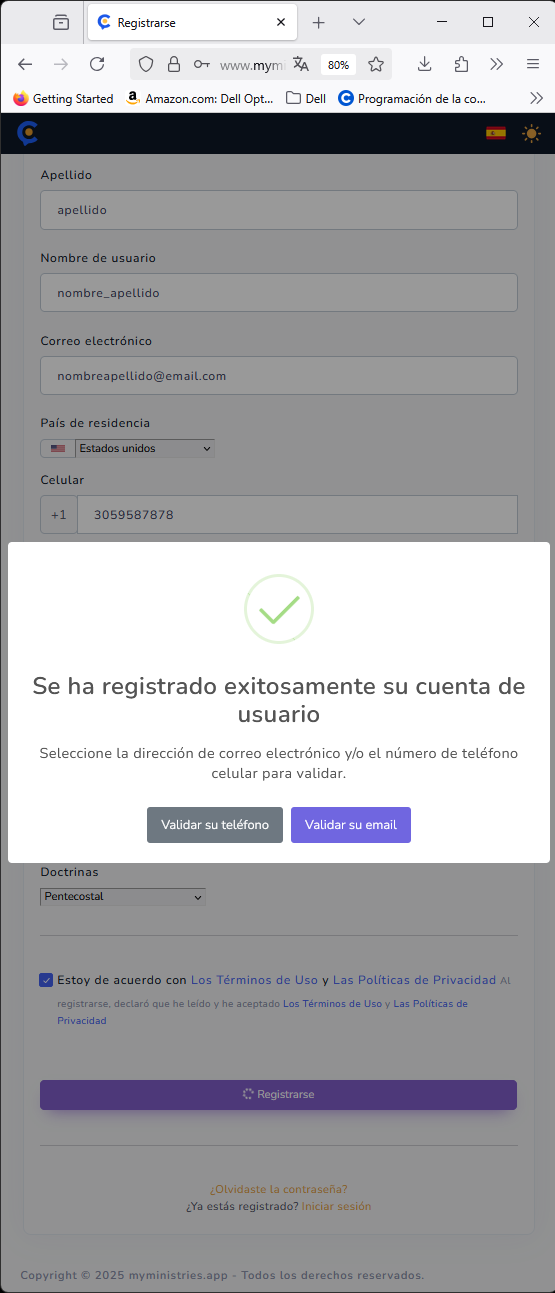 Registrarse
www.mym
80%
Getting Started
Amazon.com: Dell Opt...
Dell
Programación de la co...
Apellido
apellido
Nombre de usuario
nombre_apellido
Correo electrónico
nombreapellido@email.com
País de residencia
Estados unidos
Celular
+1 3059587878
Se ha registrado exitosamente su cuenta de
usuario
Seleccione la dirección de correo electrónico y/o el número de teléfono
celular para validar.
Validar su teléfono
Validar su email
Doctrinas
Pentecostal
Estoy de acuerdo con Los Términos de Uso y Las Políticas de Privacidad Al
registrarse, declaró que he leído y he aceptado Los Términos de Uso y Las Políticas de
Privacidad
Registrarse
¿Olvidaste la contraseña?
¿Ya estás registrado? Iniciar sesión
Copyright © 2025 myministries.app - Todos los derechos reservados.